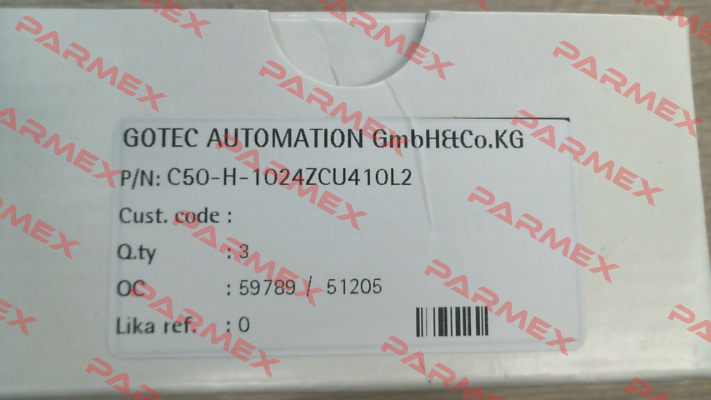 GOTEC AUTOMATION GmbH&Co.KG
P/N: C50-H-1024ZCU410L2
Cust. code :
Q.ty : 3
OC : 59789 / 51205
Lika ref. : 0
PARMEX